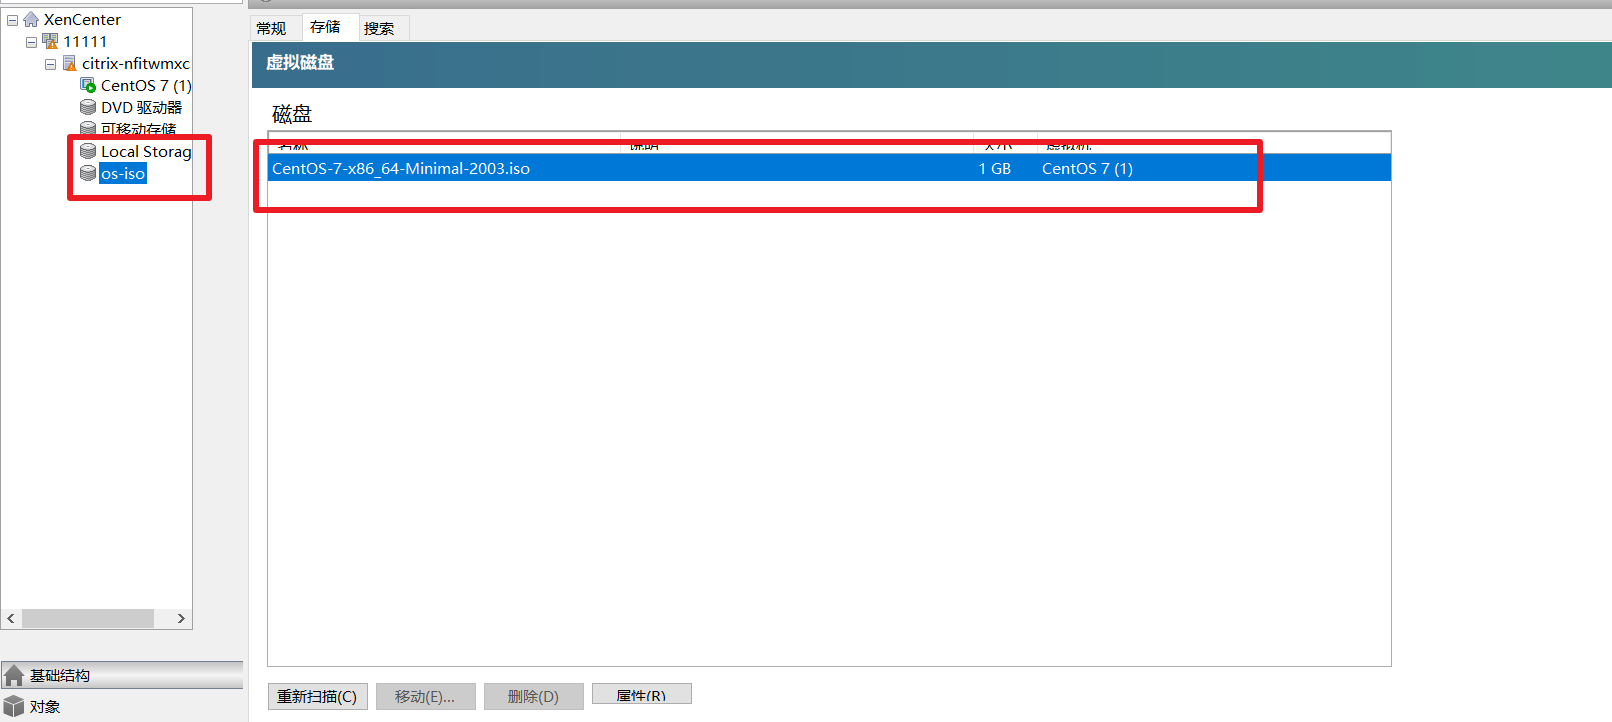 XenCenter
11111
citrix-nfitwmxc
CentOS 7 (1)
DVD 驱动器
可移动存储
Local Storag
os-iso
基础结构
对象
常规 存储 搜索
虚拟磁盘
磁盘
名称 说明 大小 虚拟机
CentOS-7-x86_64-Minimal-2003.iso 1 GB CentOS 7 (1)
重新扫描(C) 移动(E)... 删除(D) 属性(R)